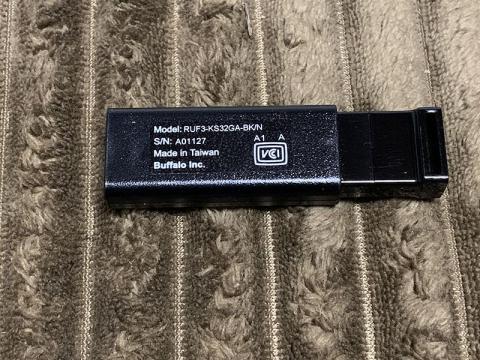 Model: RUF3-KS32GA-BK/N
S/N: A01127
A1 A
Made in Taiwan
VCI
Buffalo Inc.